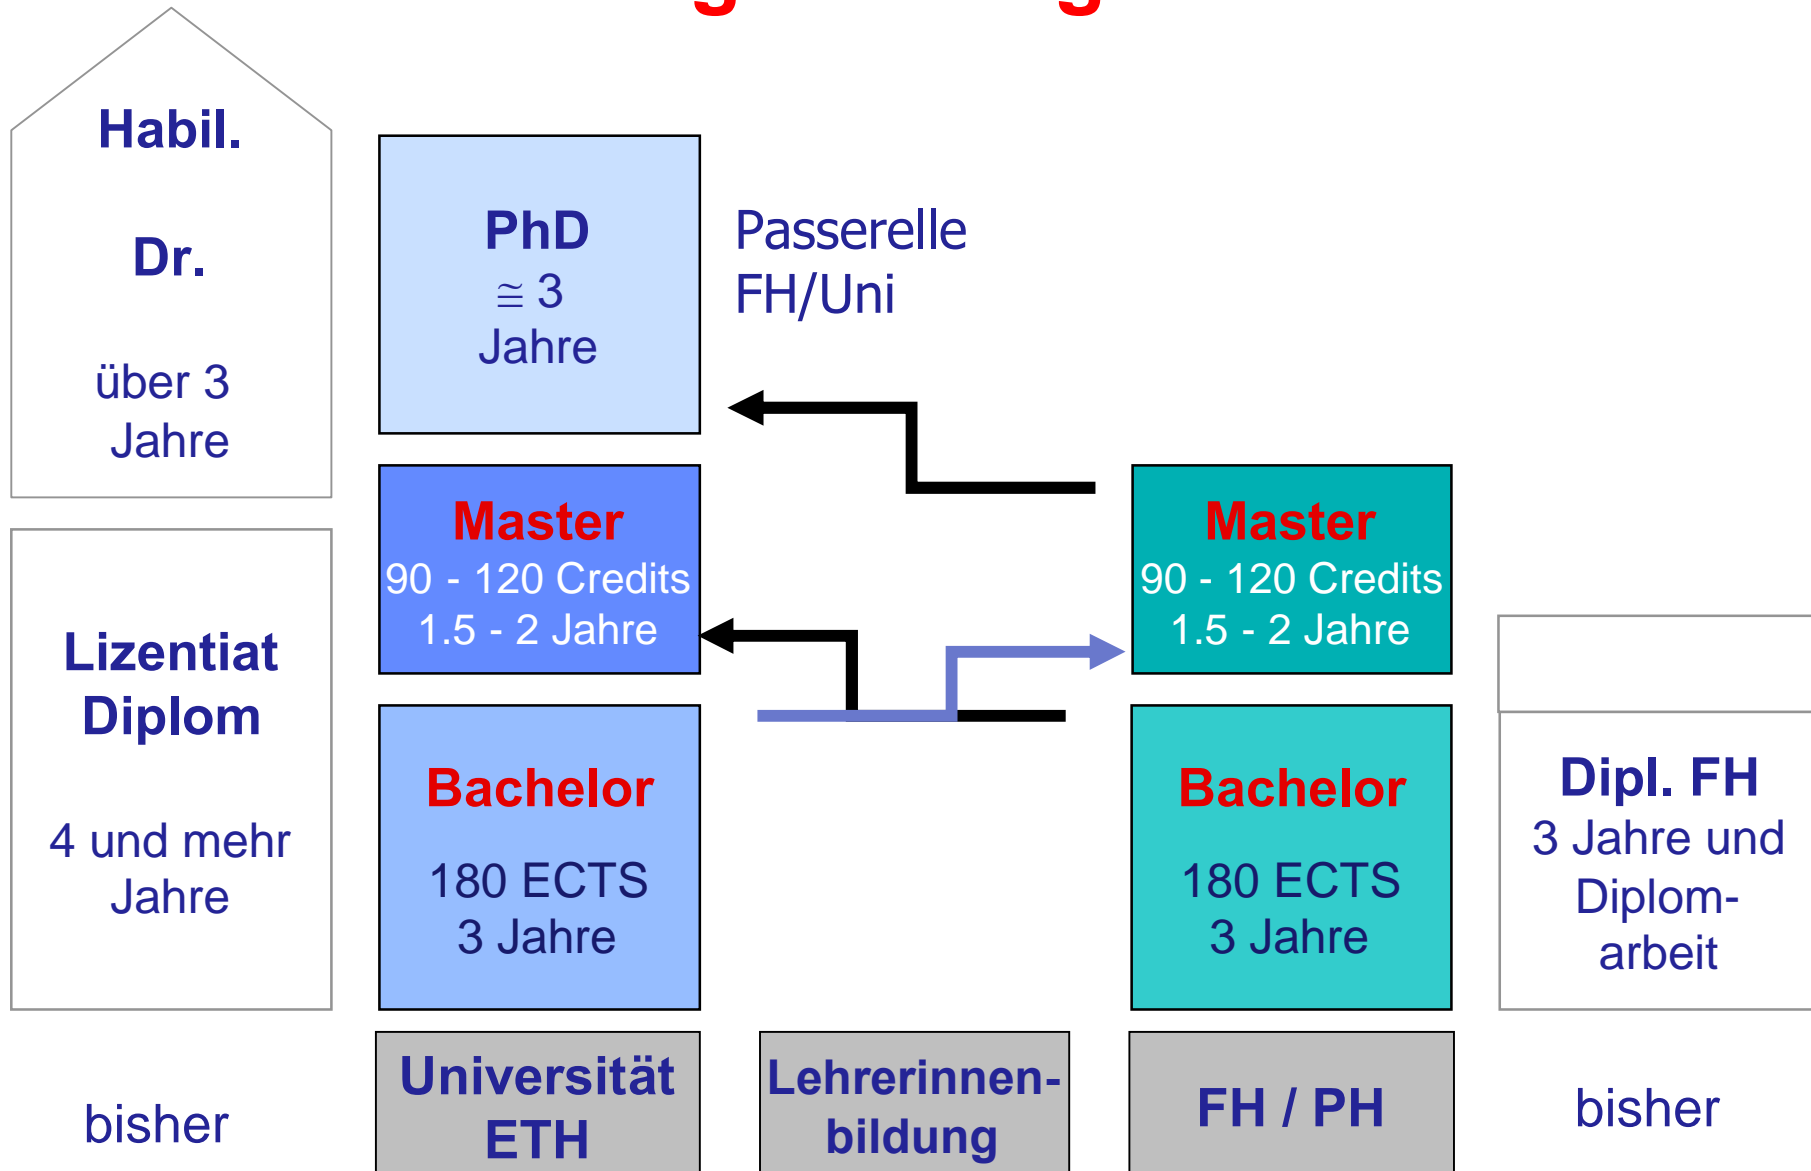 Habil.
Dr.
über 3
Jahre
Lizentiat
Diplom
4 und mehr
Jahre
bisher
PhD
≅ 3
Jahre
Master
90 - 120 Credits
1.5 - 2 Jahre
Bachelor
180 ECTS
3 Jahre
Universität
ETH
Passerelle
FH/Uni
Lehrerinnen-
bildung
Master
90 - 120 Credits
1.5 - 2 Jahre
Bachelor
180 ECTS
3 Jahre
FH / PH
Dipl. FH
3 Jahre und
Diplom-
arbeit
bisher